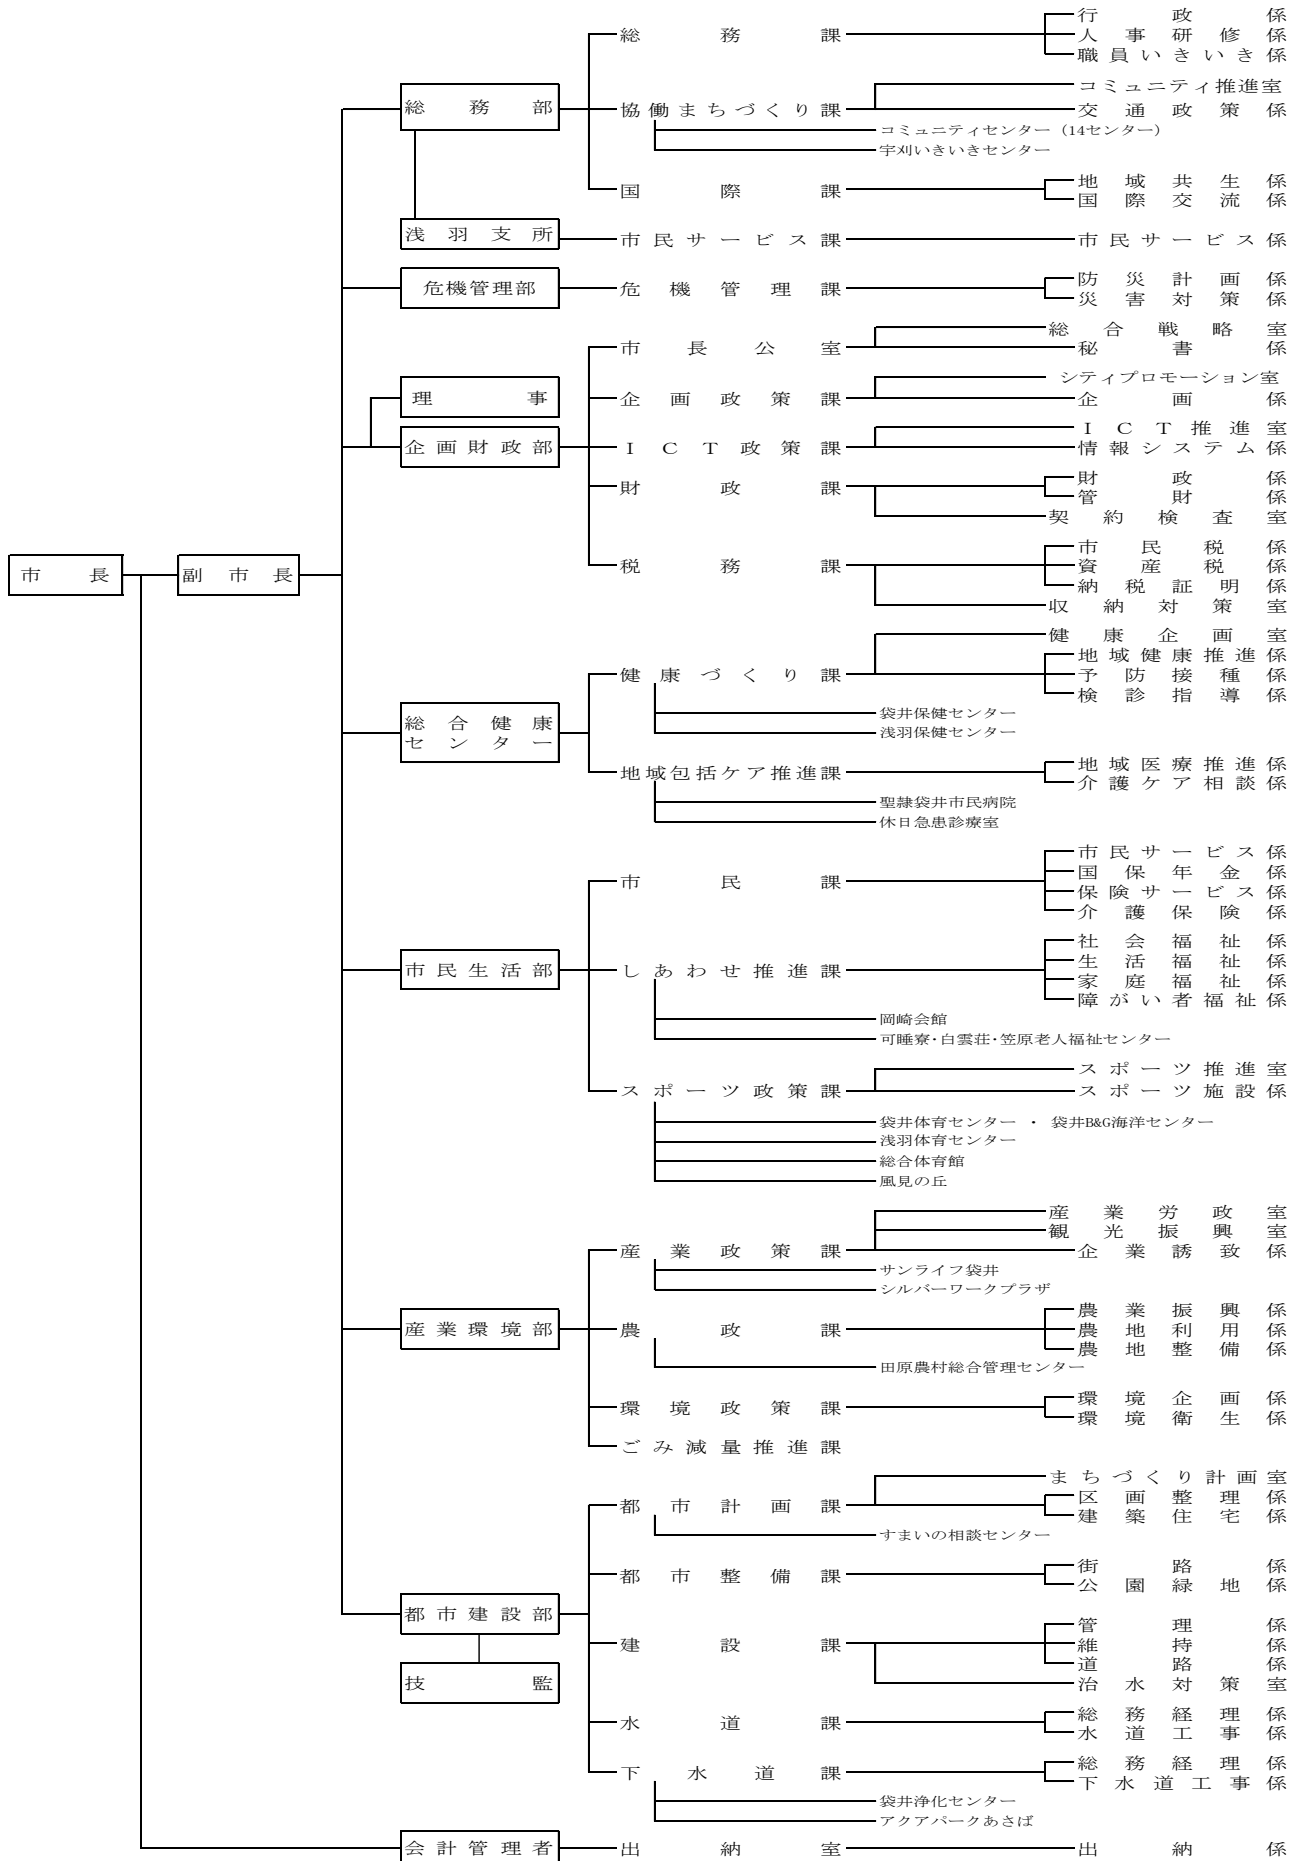 行政係
総務課 人事研修係
職員いきいき係
コミュニティ推進室
総務部 協働まちづくり課 交通政策係
コミュニティセンター（14センター）
宇刈いきいきセンター
地域共生係
国際課
国際交流係
浅羽支所 市民サービス課 市民サービス係
防災計画係
危機管理部 危機管理課
災害対策係
総合戦略室
市長公室 秘書係
シティプロモーション室
理事 企画政策課 企画係
ICT推進室
企画財政部 ICT政策課 情報システム係
財政係
財政課
管財係
契約検査室
市民税係
税務課 資産税係
市長 副市長
納税証明係
収納対策室
健康企画室
地域健康推進係
健康づくり課 予防接種係
検診指導係
袋井保健センター
総合健康
浅羽保健センター
センター
地域医療推進係
地域包括ケア推進課
介護ケア相談係
聖隷袋井市民病院
休日急患診療室
市民サービス係
国保年金係
市民課
保険サービス係
介護保険係
社会福祉係
生活福祉係
市民生活部 しあわせ推進課
家庭福祉係
障がい者福祉係
岡崎会館
可睡寮・白雲荘・笠原老人福祉センター
スポーツ推進室
スポーツ政策課 スポーツ施設係
袋井体育センター ・ 袋井B&G海洋センター
浅羽体育センター
総合体育館
風見の丘
産業労政室
観光振興室
産業政策課 企業誘致係
サンライフ袋井
シルバーワークプラザ
農業振興係
産業環境部 農政課 農地利用係
農地整備係
田原農村総合管理センター
環境企画係
環境政策課
環境衛生係
ごみ減量推進課
まちづくり計画室
区画整理係
都市計画課
建築住宅係
すまいの相談センター
街路係
都市整備課
公園緑地係
都市建設部
管理係
建設課 維持係
道路係
技監 治水対策室
総務経理係
水道課
水道工事係
総務経理係
下水道課
下水道工事係
袋井浄化センター
アクアパークあさば
会計管理者 出納室 出納係